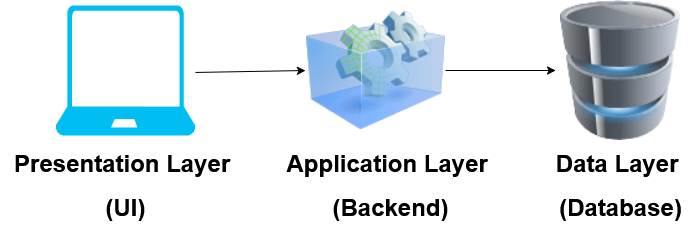 Presentation Layer
(UI)
Application Layer
(Backend)
Data Layer
(Database)